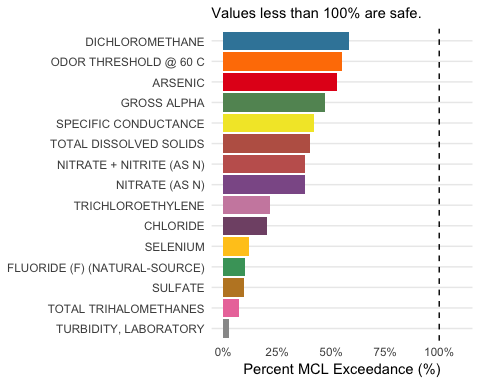 Values less than 100% are safe.
DICHLOROMETHANE
ODOR THRESHOLD @ 60 C
ARSENIC
GROSS ALPHA
SPECIFIC CONDUCTANCE
TOTAL DISSOLVED SOLIDS
NITRATE + NITRITE (AS N)
NITRATE (AS N)
TRICHLOROETHYLENE
CHLORIDE
SELENIUM
FLUORIDE (F) (NATURAL-SOURCE)
SULFATE
TOTAL TRIHALOMETHANES
TURBIDITY, LABORATORY
0% 25% 50% 75% 100%
Percent MCL Exceedance (%)